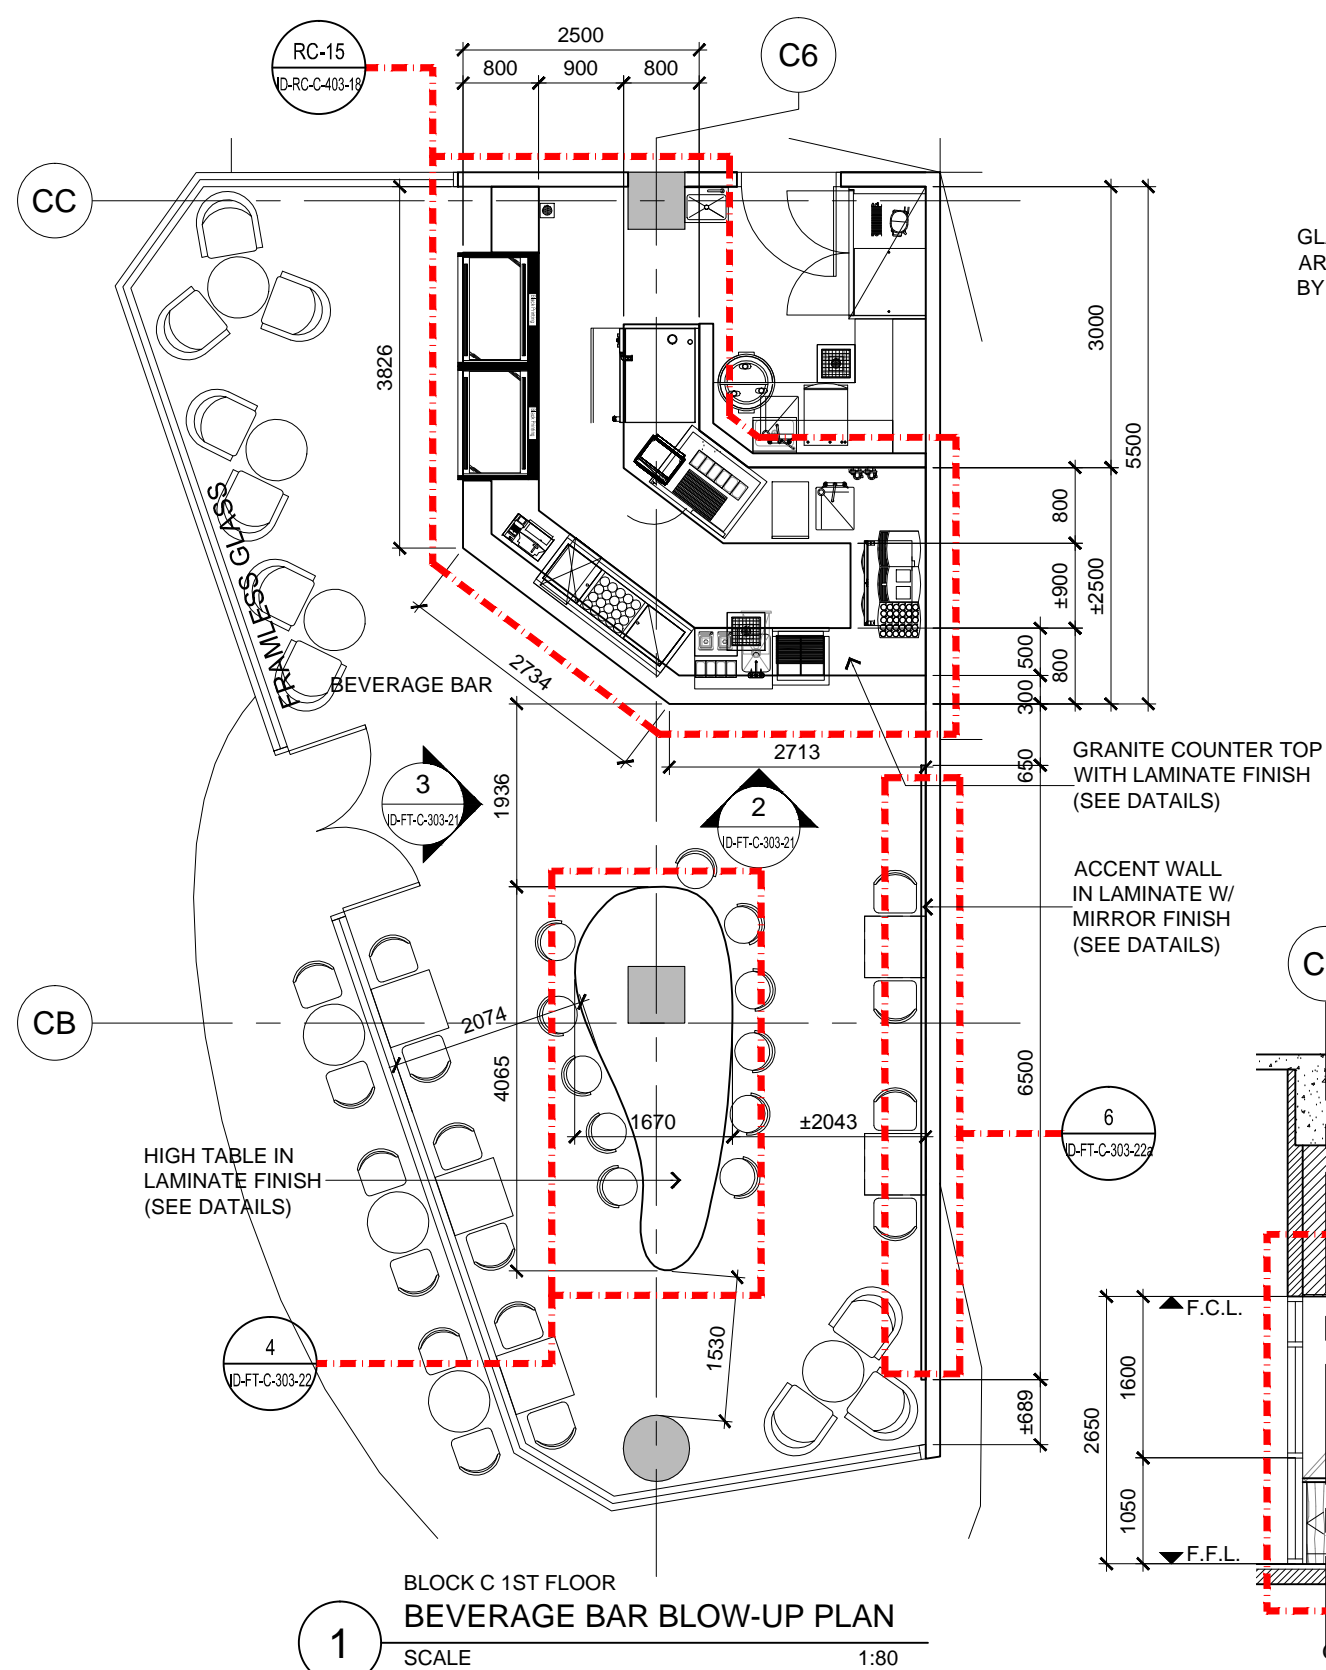 2500
800
900
800
C6
RC-15
ID-RC-C-403-18
CC
3826
3000
5500
800
±900
±2500
500
800
300
650
GL
AR
BY
FRAMLESS GLASS
BEVERAGE BAR
2734
2713
1936
3
ID-FT-C-303-21
2
ID-FT-C-303-21
GRANITE COUNTER TOP
WITH LAMINATE FINISH
(SEE DATAILS)
ACCENT WALL
IN LAMINATE W/
MIRROR FINISH
(SEE DATAILS)
C
CB
2074
4065
1670
±2043
6500
6
ID-FT-C-303-22a
HIGH TABLE IN
LAMINATE FINISH
(SEE DATAILS)
4
ID-FT-C-303-22
1530
±689
F.C.L.
1600
2650
1050
F.F.L.
1
BLOCK C 1ST FLOOR
BEVERAGE BAR BLOW-UP PLAN
SCALE
1:80